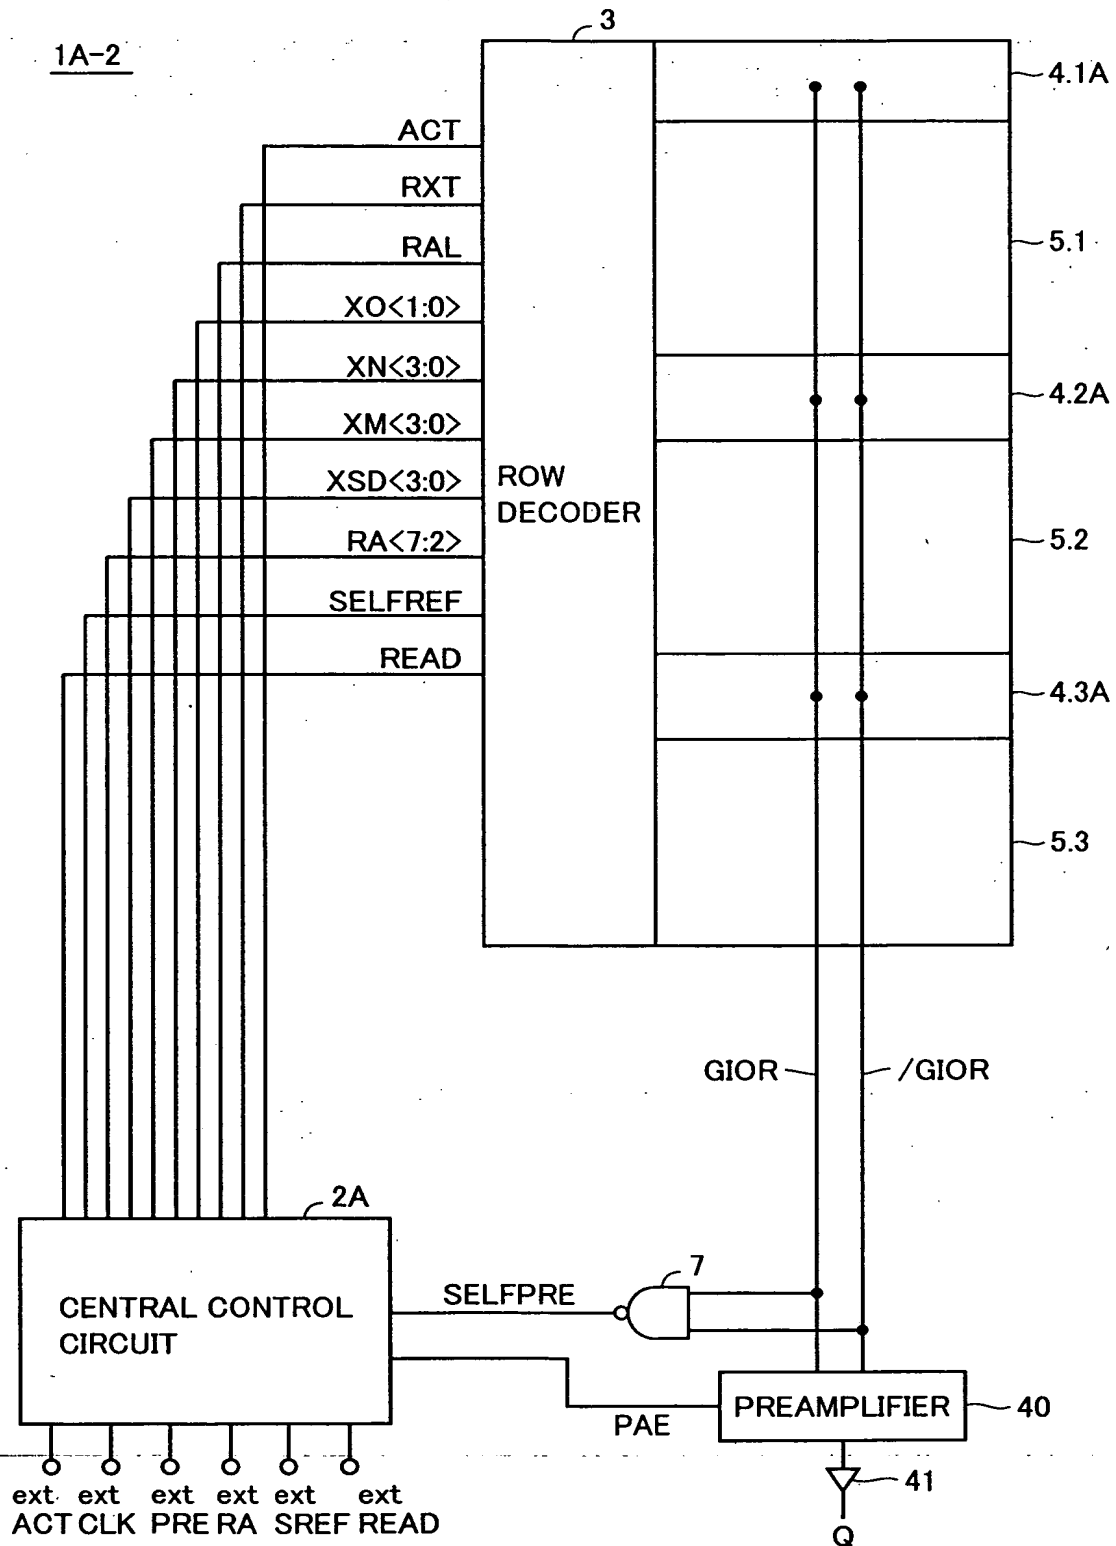 3
1A-2
4.1A
ACT
RXT
RAL
5.1
XO<1:0>
XN<3:0>
4.2A
XM<3:0>
XSD<3:0>
ROW
DECODER
RA<7:2>
5.2
SELFREF
READ
4.3A
5.3
GIOR
/GIOR
2A
7
SELFPRE
CENTRAL CONTROL
CIRCUIT
PREAMPLIFIER
40
PAE
41
ext ext ext ext ext ext
ACT CLK PRE RA SREF READ
Q